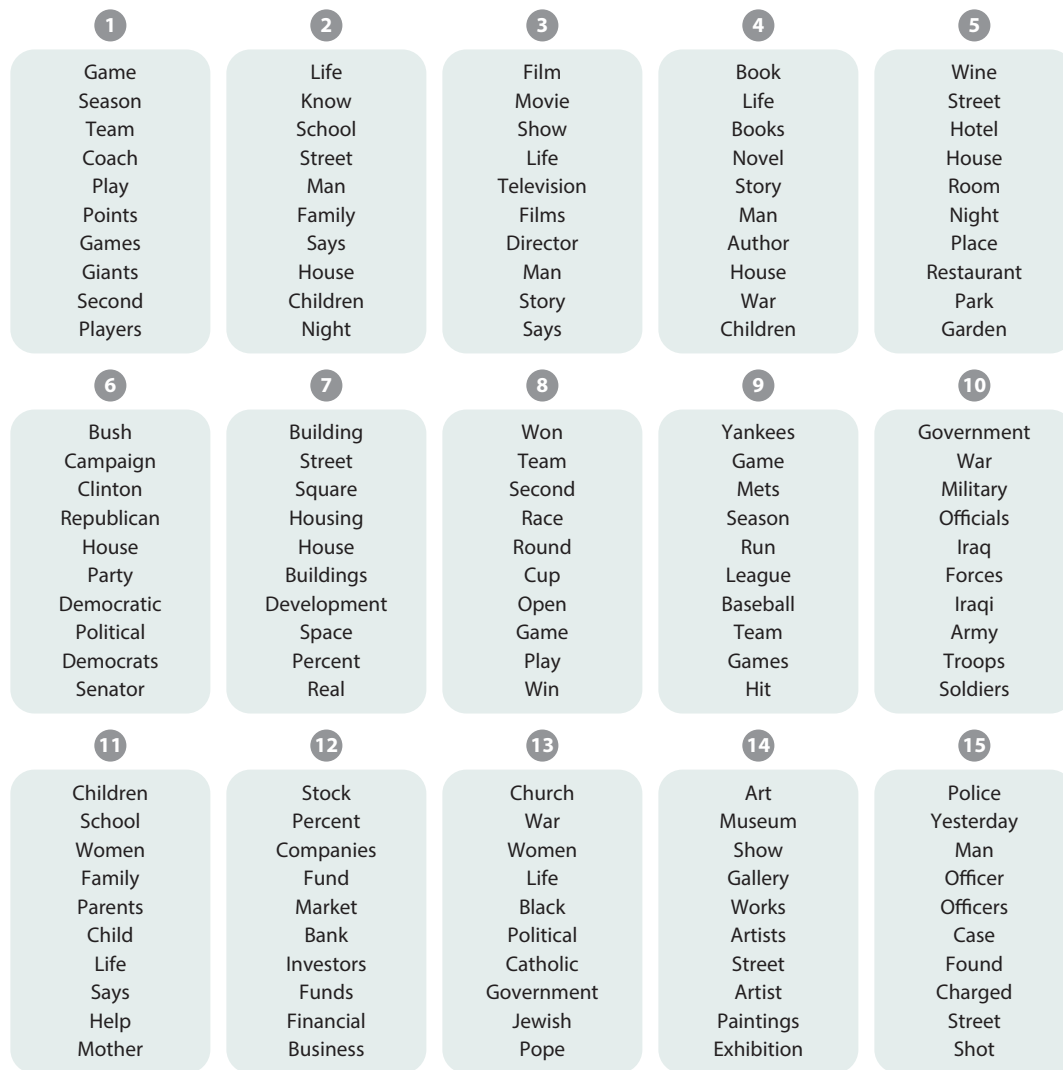 1
Game
Season
Team
Coach
Play
Points
Games
Giants
Second
Players
2
Life
Know
School
Street
Man
Family
Says
House
Children
Night
3
Film
Movie
Show
Life
Television
Films
Director
Man
Story
Says
4
Book
Life
Books
Novel
Story
Man
Author
House
War
Children
5
Wine
Street
Hotel
House
Room
Night
Place
Restaurant
Park
Garden
6
Bush
Campaign
Clinton
Republican
House
Party
Democratic
Political
Democrats
Senator
7
Building
Street
Square
Housing
House
Buildings
Development
Space
Percent
Real
8
Won
Team
Second
Race
Round
Cup
Open
Game
Play
Win
9
Yankees
Game
Mets
Season
Run
League
Baseball
Team
Games
Hit
10
Government
War
Military
Officials
Iraq
Forces
Iraqi
Army
Troops
Soldiers
11
Children
School
Women
Family
Parents
Child
Life
Says
Help
Mother
12
Stock
Percent
Companies
Fund
Market
Bank
Investors
Funds
Financial
Business
13
Church
War
Women
Life
Black
Political
Catholic
Government
Jewish
Pope
14
Art
Museum
Show
Gallery
Works
Artists
Street
Artist
Paintings
Exhibition
15
Police
Yesterday
Man
Officer
Officers
Case
Found
Charged
Street
Shot